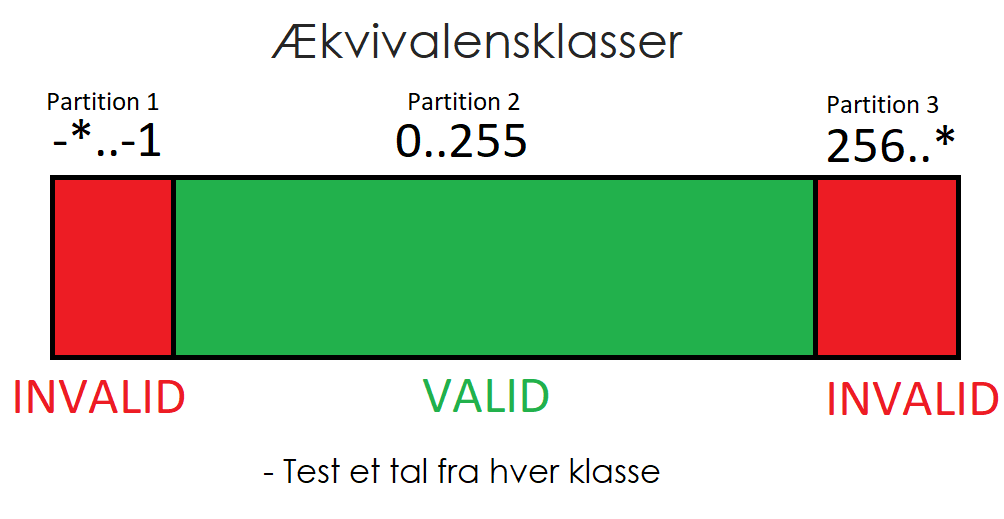 Ækvivalensklasser
Partition 1
-*..-1
Partition 2
0..255
Partition 3
256..*
INVALID
VALID
INVALID
- Test et tal fra hver klasse